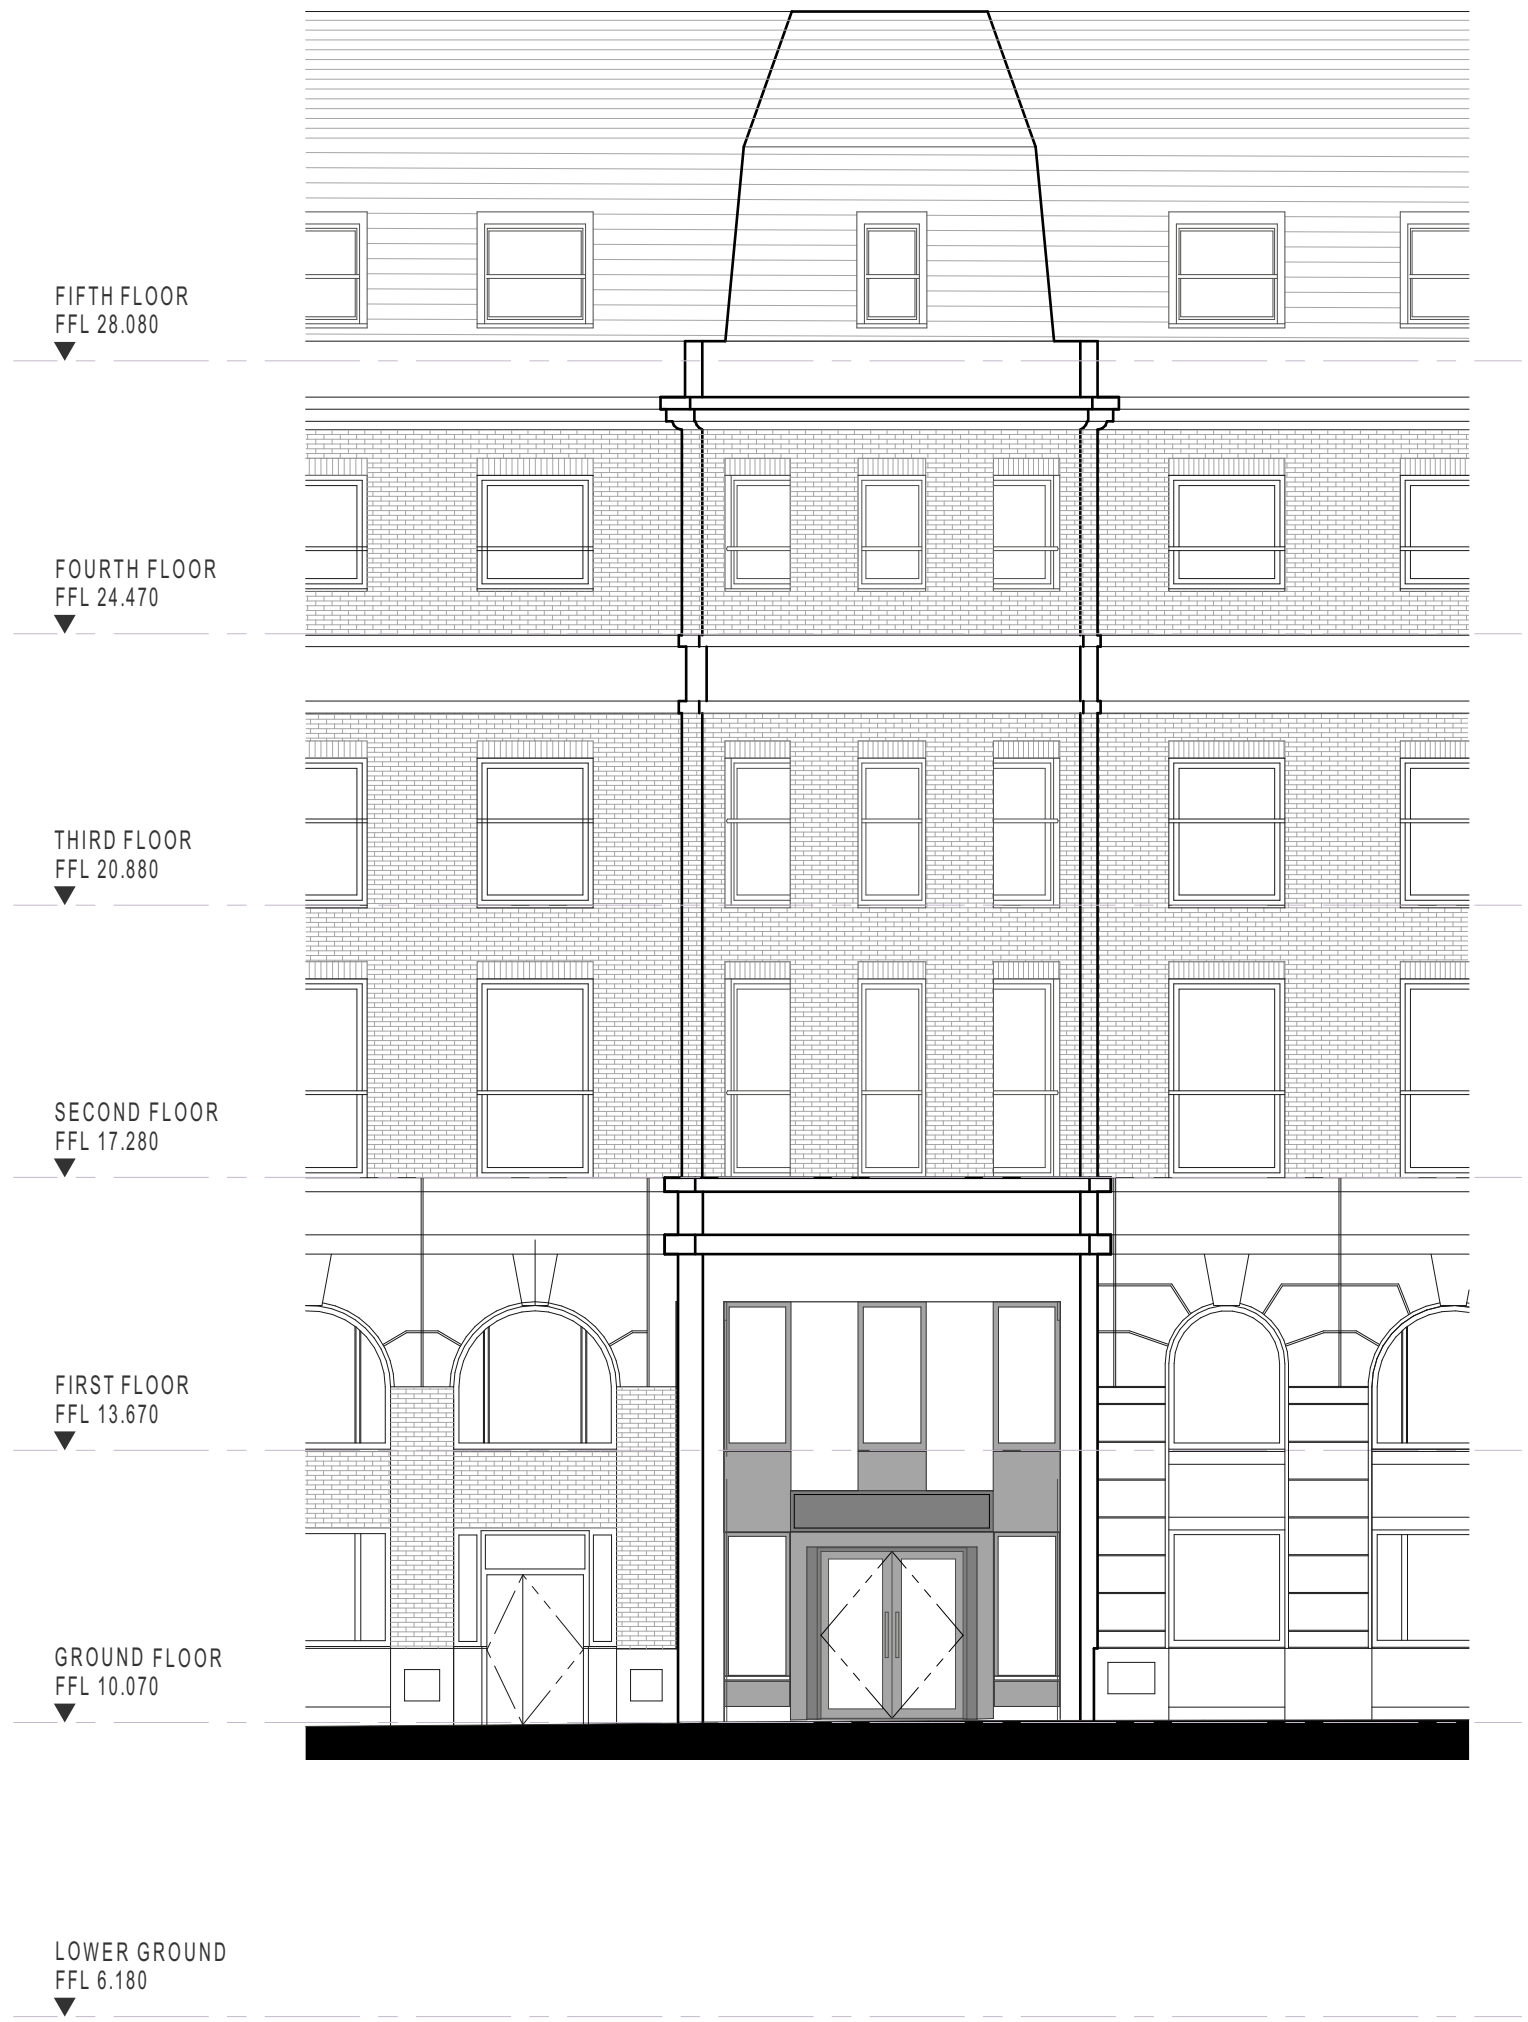 FIFTH FLOOR
FFL 28.080
FOURTH FLOOR
FFL 24.470
THIRD FLOOR
FFL 20.880
SECOND FLOOR
FFL 17.280
FIRST FLOOR
FFL 13.670
GROUND FLOOR
FFL 10.070
LOWER GROUND
FFL 6.180